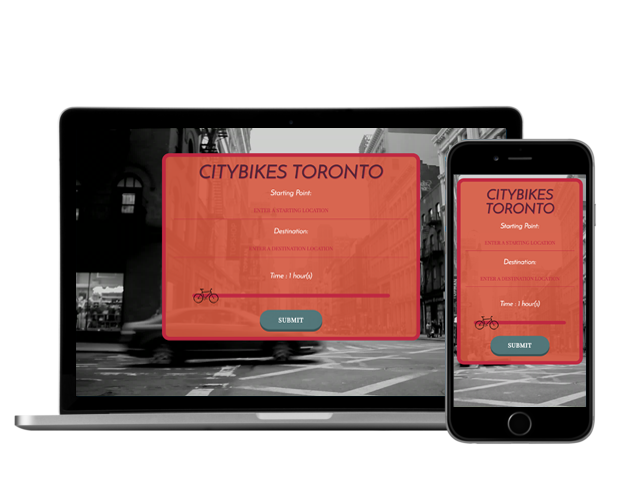 CITYBIKES TORONTO
Starting Point:
ENTER A STARTING LOCATION
Destination:
ENTER A DESTINATION LOCATION
Time : 1 hour(s)
SUBMIT
CITYBIKES
TORONTO
Starting Point:
ENTER A STARTING LOCATION
Destination:
ENTER A DESTINATION LOCATION
Time : 1 hour(s)
SUBMIT